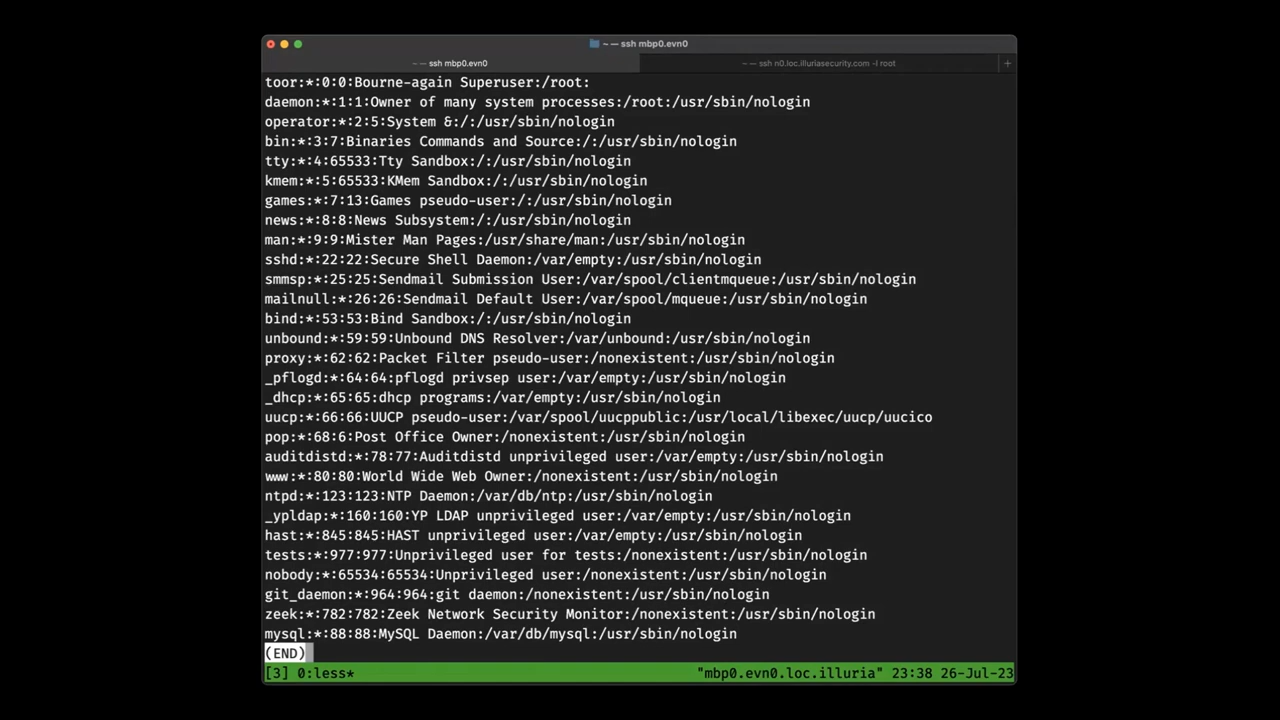 ~ — ssh mbp0.evn0
~ — ssh mbp0.evn0
~ — ssh n0.loc.illuriasecurity.com -l root
+
toor:*:0:0:Bourne-again Superuser:/root:
daemon:*:1:1:Owner of many system processes:/root:/usr/sbin/nologin
operator:*:2:5:System &:/:/usr/sbin/nologin
bin:*:3:7:Binaries Commands and Source:/:/usr/sbin/nologin
tty:*:4:65533:Tty Sandbox:/:/usr/sbin/nologin
kmem:*:5:65533:KMem Sandbox:/:/usr/sbin/nologin
games:*:7:13:Games pseudo-user:/:/usr/sbin/nologin
news:*:8:8:News Subsystem:/:/usr/sbin/nologin
man:*:9:9:Mister Man Pages:/usr/share/man:/usr/sbin/nologin
sshd:*:22:22:Secure Shell Daemon:/var/empty:/usr/sbin/nologin
smmsp:*:25:25:Sendmail Submission User:/var/spool/clientmqueue:/usr/sbin/nologin
mailnull:*:26:26:Sendmail Default User:/var/spool/mqueue:/usr/sbin/nologin
bind:*:53:53:Bind Sandbox:/:/usr/sbin/nologin
unbound:*:59:59:Unbound DNS Resolver:/var/unbound:/usr/sbin/nologin
proxy:*:62:62:Packet Filter pseudo-user:/nonexistent:/usr/sbin/nologin
_pflogd:*:64:64:pflogd privsep user:/var/empty:/usr/sbin/nologin
_dhcp:*:65:65:dhcp programs:/var/empty:/usr/sbin/nologin
uucp:*:66:66:UUCP pseudo-user:/var/spool/uucppublic:/usr/local/libexec/uucp/uucico
pop:*:68:6:Post Office Owner:/nonexistent:/usr/sbin/nologin
auditdistd:*:78:77:Auditdistd unprivileged user:/var/empty:/usr/sbin/nologin
www:*:80:80:World Wide Web Owner:/nonexistent:/usr/sbin/nologin
ntpd:*:123:123:NTP Daemon:/var/db/ntp:/usr/sbin/nologin
_ypldap:*:160:160:YP LDAP unprivileged user:/var/empty:/usr/sbin/nologin
hast:*:845:845:HAST unprivileged user:/var/empty:/usr/sbin/nologin
tests:*:977:977:Unprivileged user for tests:/nonexistent:/usr/sbin/nologin
nobody:*:65534:65534:Unprivileged user:/nonexistent:/usr/sbin/nologin
git_daemon:*:964:964:git daemon:/nonexistent:/usr/sbin/nologin
zeek:*:782:782:Zeek Network Security Monitor:/nonexistent:/usr/sbin/nologin
mysql:*:88:88:MySQL Daemon:/var/db/mysql:/usr/sbin/nologin
(END)
[3] 0:less* "mbp0.evn0.loc.illuria" 23:38 26-Jul-23